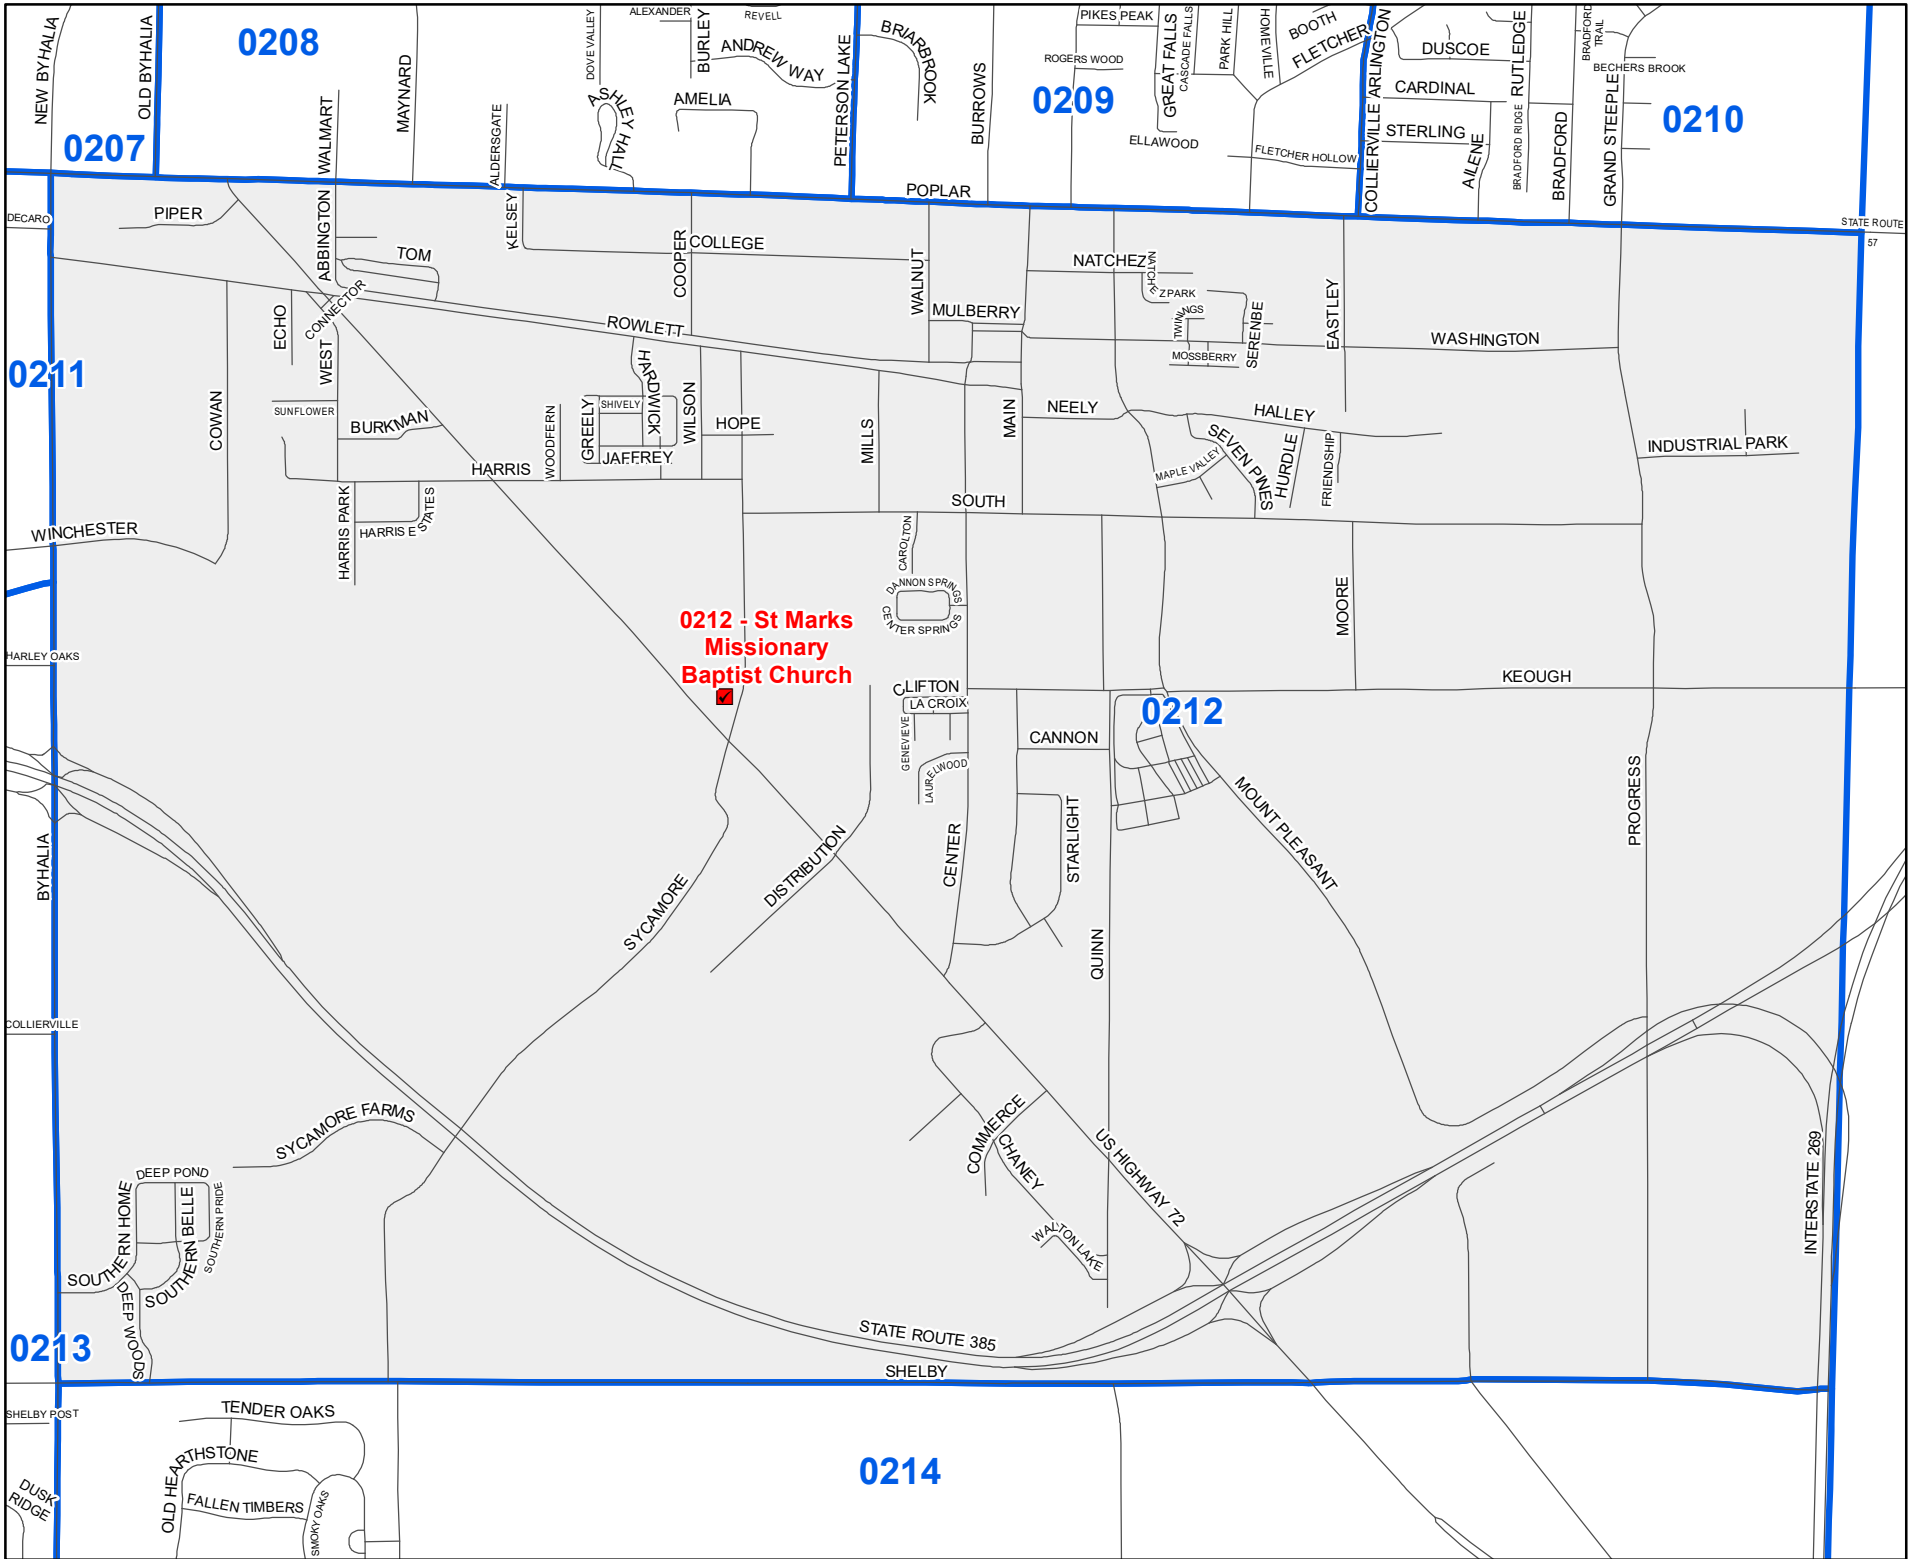 NEW BYHALIA
OLD BYHALIA
0208
0207
WALMART
MAYNARD
ALDERSGATE
DOVE VALLEY
ALEXANDER
BURLEY
REVELL
ANDREW WAY
ASHLEY HALL
AMELIA
PETERSON LAKE
BRIARBROOK
BURROWS
PIKES PEAK
ROGERS WOOD
0209
GREAT FALLS
CASCADE FALLS
PARK HILL
HOMEVILLE
BOOTH
FLETCHER
ELLAWOOD
FLETCHER HOLLOW
COLLIERVILLE ARLINGTON
DUSCOE
RUTLEDGE
CARDINAL
STERLING
AILENE
BRADFORD RIDGE
BRADFORD
BRADFORD TRAIL
BECHERS BROOK
GRAND STEEPLE
0210
POPLAR
STATE ROUTE
57
DECARO
PIPER
ABBINGTON
TOM
KELSEY
COLLEGE
COOPER
WALNUT
NATCHEZ
NATCHEZ PARK
TWINNINGS
SERENBE
MOSSBERRY
EASTLEY
WASHINGTON
MULBERRY
ROWLETT
CONNECTOR
ECHO
WEST
0211
COWAN
SUNFLOWER
BURKMAN
HARRIS
WOODFERN
GREELY
SHIVELY
HARDWICK
JAFFREY
WILSON
HOPE
MILLS
MAIN
NEELY
HALLEY
SEVEN PINES
HURDLE
FRIENDSHIP
MAPLE VALLEY
INDUSTRIAL PARK
SOUTH
WINCHESTER
HARRIS PARK
HARRIS ESTATES
CAROLTON
DANNON SPRINGS
CENTER SPRINGS
MOORE
0212 - St Marks
Missionary
Baptist Church
HARLEY OAKS
CLIFTON
LA CROIX
GENEVIEVE
LAURELWOOD
KEOUGH
0212
CANNON
MOUNT PLEASANT
PROGRESS
BYHALIA
SYCAMORE
DISTRIBUTION
CENTER
STARLIGHT
QUINN
COLLIERVILLE
SYCAMORE FARMS
COMMERCE
CHANEY
US HIGHWAY 72
WALTON LAKE
INTERSTATE 269
DEEP POND
SOUTHERN HOME
SOUTHERN BELLE
SOUTHERN PRIDE
DEEP WOODS
0213
STATE ROUTE 385
SHELBY
SHELBY POST
TENDER OAKS
OLD HEARTHSTONE
FALLEN TIMBERS
SMOKY OAKS
DUSK
RIDGE
0214